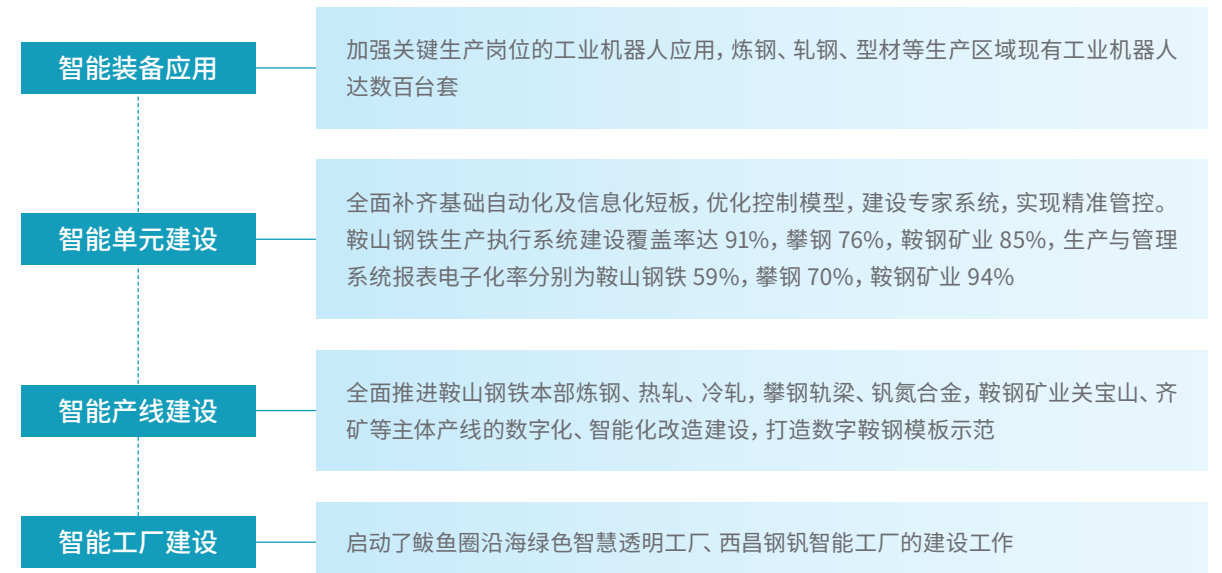 智能装备应用
加强关键生产岗位的工业机器人应用，炼钢、轧钢、型材等生产区域现有工业机器人
达数百台套
智能单元建设
全面补齐基础自动化及信息化短板，优化控制模型，建设专家系统，实现精准管控。
鞍山钢铁生产执行系统建设覆盖率达 91%，攀钢 76%，鞍钢矿业 85%，生产与管理
系统报表电子化率分别为鞍山钢铁 59%，攀钢 70%，鞍钢矿业 94%
智能产线建设
全面推进鞍山钢铁本部炼钢、热轧、冷轧，攀钢轨梁、钒氮合金，鞍钢矿业关宝山、齐
矿等主体产线的数字化、智能化改造建设，打造数字鞍钢模板示范
智能工厂建设
启动了鲅鱼圈沿海绿色智慧透明工厂、西昌钢钒智能工厂的建设工作